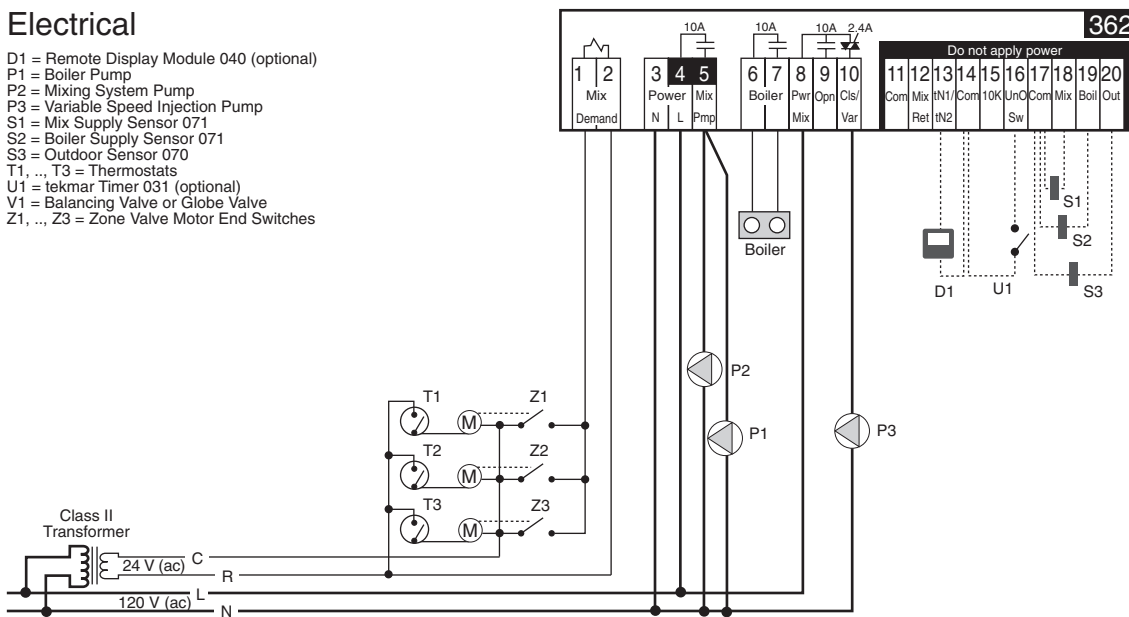 Electrical
D1 = Remote Display Module 040 (optional)
P1 = Boiler Pump
P2 = Mixing System Pump
P3 = Variable Speed Injection Pump
S1 = Mix Supply Sensor 071
S2 = Boiler Supply Sensor 071
S3 = Outdoor Sensor 070
T1, .., T3 = Thermostats
U1 = tekmar Timer 031 (optional)
V1 = Balancing Valve or Globe Valve
Z1, .., Z3 = Zone Valve Motor End Switches
362
10A 10A 10A 2.4A
Do not apply power
1 2 3 4 5 6 7 8 9 10 11 12 13 14 15 16 17 18 19 20
Mix Power Mix Boiler Pwr Opn Cls/ Com Mix tN1/ Com 10K UnO Com Mix Boil Out
Demand N L Pmp Mix Var Ret tN2 Sw
S1
S2
S3
D1 U1
Boiler
P2
P1 P3
T1 Z1
M
T2 Z2
M
T3 Z3
M
Class II
Transformer
24 V (ac) C
R
120 V (ac) L
N